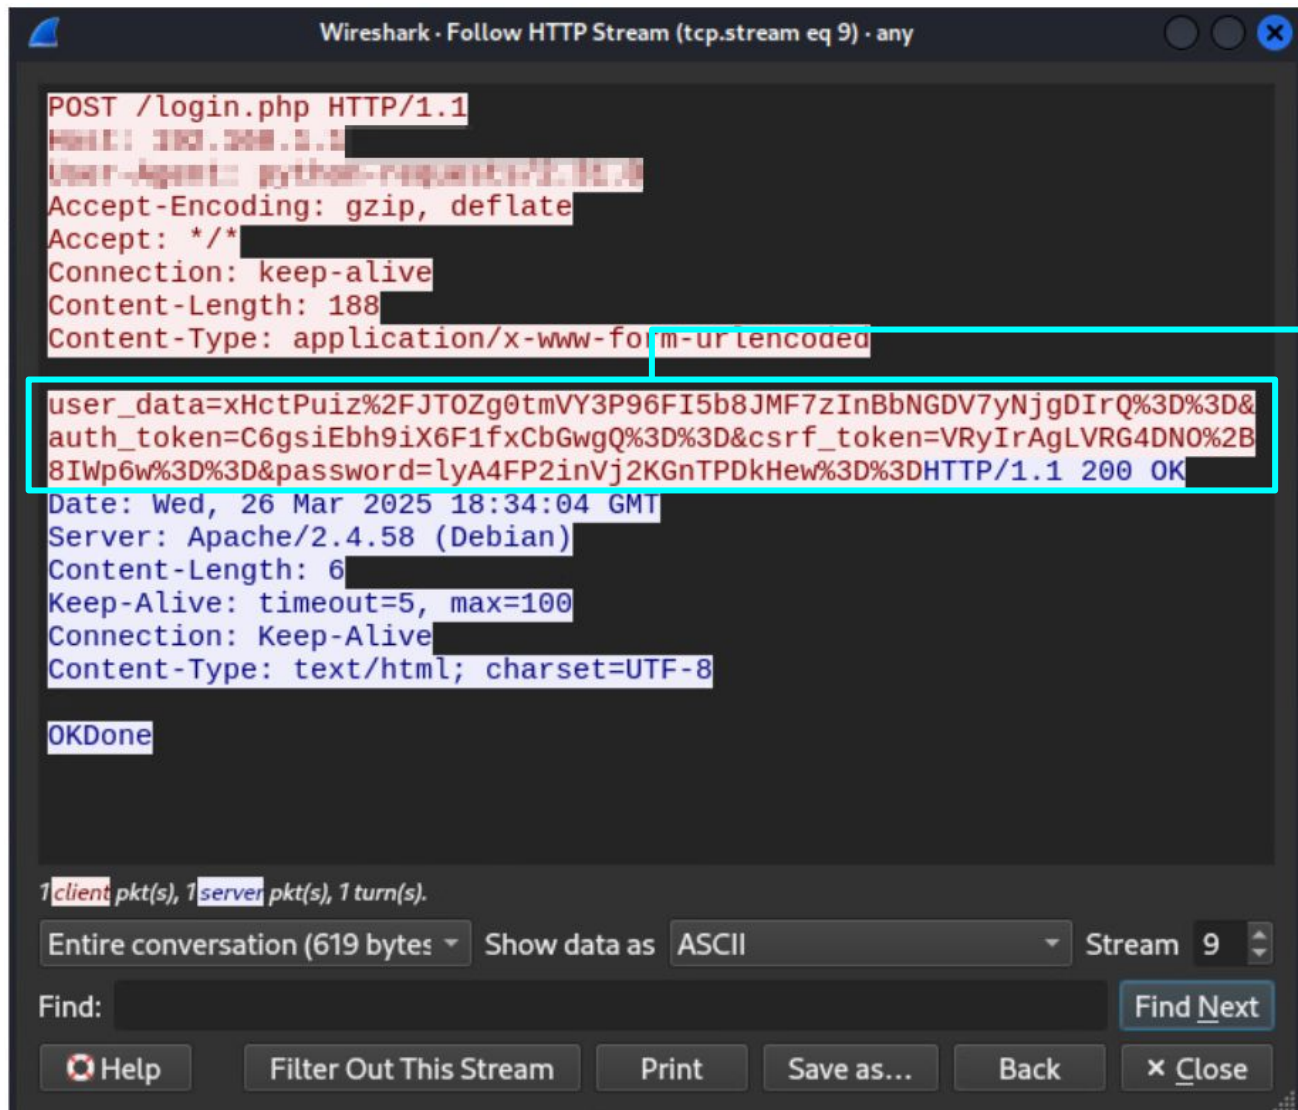 Wireshark · Follow HTTP Stream (tcp.stream eq 9) · any
POST /login.php HTTP/1.1
Accept-Encoding: gzip, deflate
Accept: */*
Connection: keep-alive
Content-Length: 188
Content-Type: application/x-www-form-urlencoded
user_data=xHctPuiz%2FJTOZg0tmVY3P96FI5b8JMF7zInBbNGDV7yNjgDIrQ%3D%3D&
auth_token=C6gsiEbh9iX6F1fxCbGwgQ%3D%3D&csrf_token=VRyIrAgLVRG4DNO%2B
8IWp6w%3D%3D&password=lyA4FP2inVj2KGnTPDkHew%3D%3DHTTP/1.1 200 OK
Date: Wed, 26 Mar 2025 18:34:04 GMT
Server: Apache/2.4.58 (Debian)
Content-Length: 6
Keep-Alive: timeout=5, max=100
Connection: Keep-Alive
Content-Type: text/html; charset=UTF-8
OKDone
1 client pkt(s), 1 server pkt(s), 1 turn(s).
Entire conversation (619 bytes Show data as ASCII Stream 9
Find: Find Next
Help Filter Out This Stream Print Save as... Back × Close